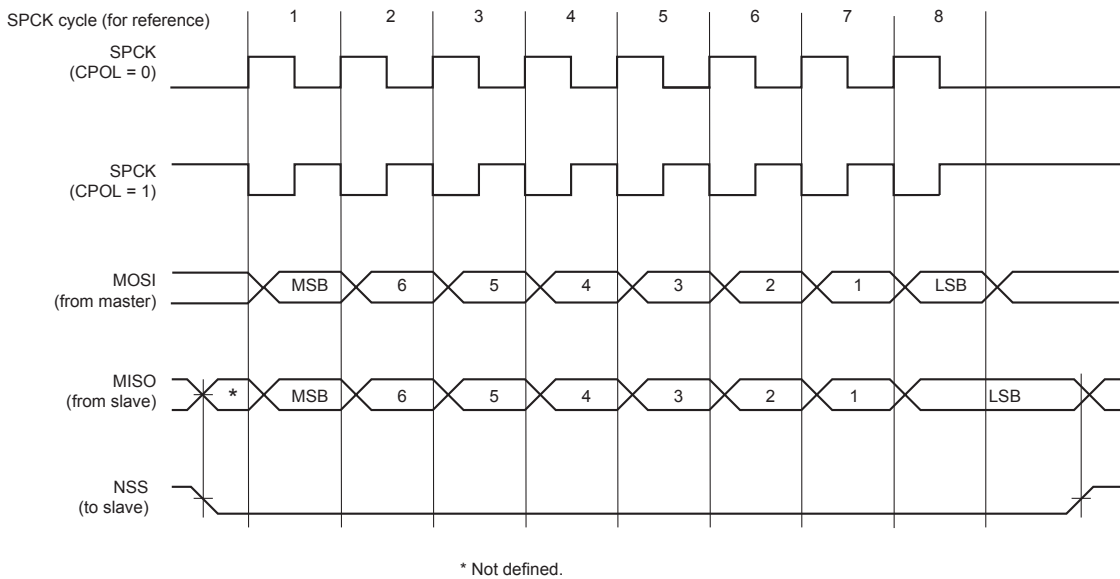 SPCK cycle (for reference) 1 2 3 4 5 6 7 8
SPCK
(CPOL = 0)
SPCK
(CPOL = 1)
MOSI
(from master)
MSB 6 5 4 3 2 1 LSB
MISO
(from slave)
* MSB 6 5 4 3 2 1 LSB
NSS
(to slave)
* Not defined.